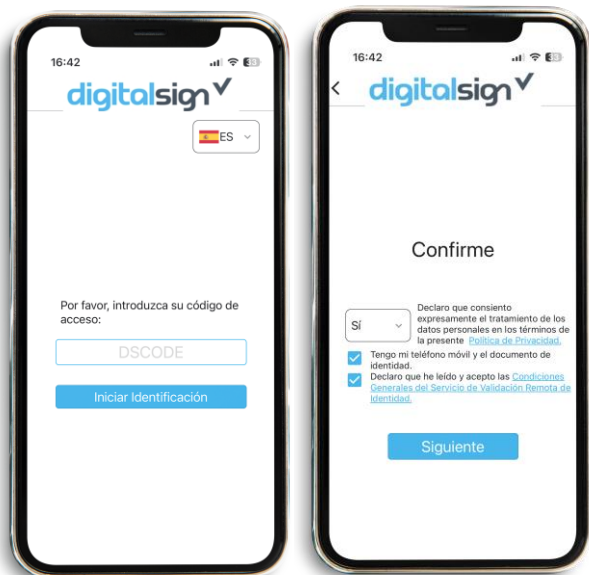 16:42
digitalsign
ES
Por favor, introduzca su código de
acceso:
DSCODE
Iniciar Identificación
16:42
digitalsign
Confirme
Sí
Declaro que consiento
expresamente el tratamiento de los
datos personales en los términos de
la presente Política de Privacidad.
Tengo mi teléfono móvil y el documento de
identidad.
Declaro que he leído y acepto las Condiciones
Generales del Servicio de Validación Remota de
Identidad.
Siguiente